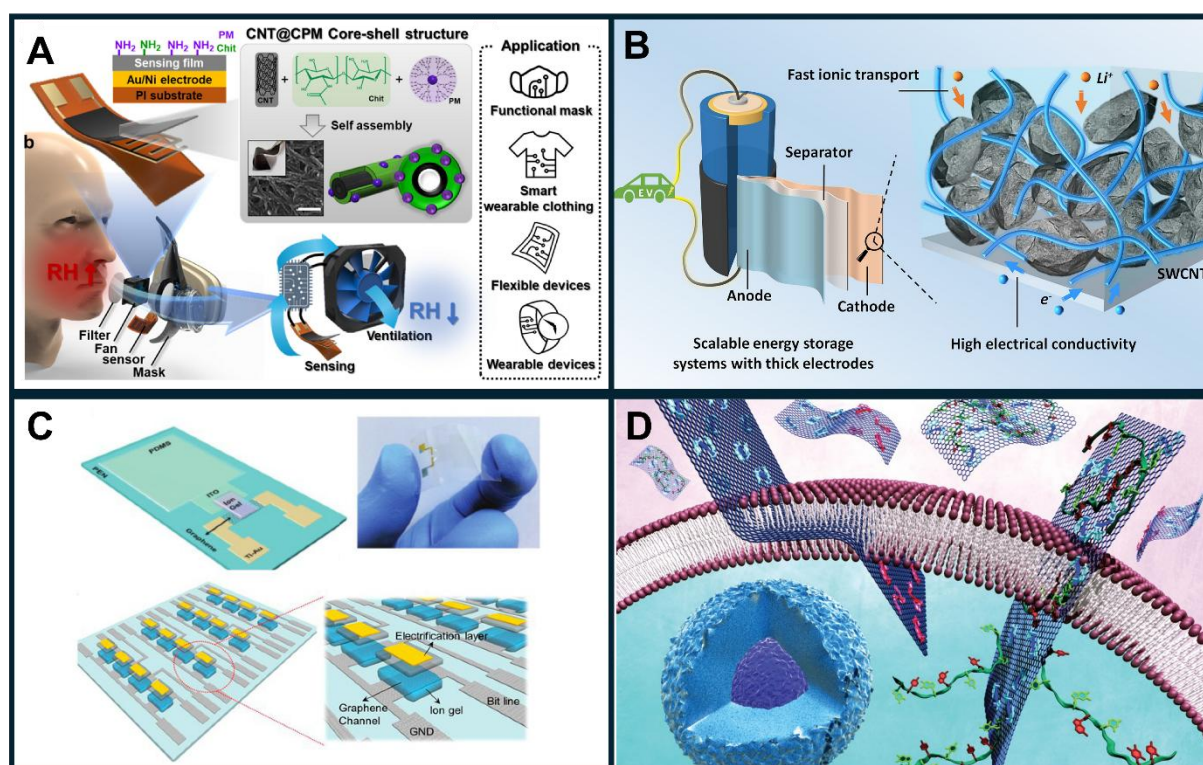 A
NH2 NH2 NH2 NH2
PM
Chit
Sensing film
Au/Ni electrode
PI substrate
b
CNT@CPM Core-shell structure
CNT
+
Chit
+
PM
Self assembly
RH
Filter
Fan
sensor
Mask
Sensing
Ventilation
RH
Application
Functional mask
Smart
wearable clothing
Flexible devices
Wearable devices
B
EV
Separator
Anode
Cathode
Scalable energy storage
systems with thick electrodes
Fast ionic transport
Li+
SWCNT
e-
High electrical conductivity
C
PDMS
PEN
ITO
Ion
Gel
Graphene
Ti-Au
Electrification layer
Graphene
Channel
Ion gel
Bit line
GND
D